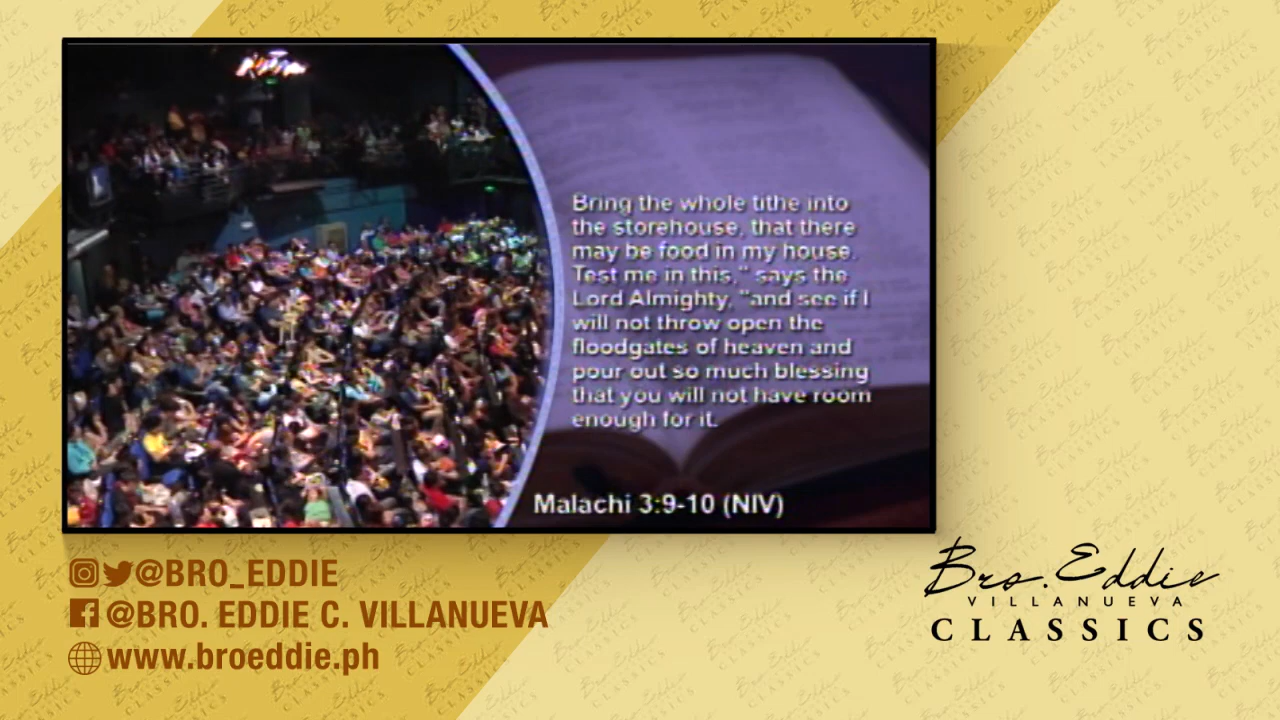 Bring the whole tithe into
the storehouse, that there
may be food in my house.
Test me in this," says the
Lord Almighty, "and see if I
will not throw open the
floodgates of heaven and
pour out so much blessing
that you will not have room
enough for it.
Malachi 3:9-10 (NIV)
@BRO_EDDIE
@BRO. EDDIE C. VILLANUEVA
www.broeddie.ph
Bro. Eddie
VILLANUEVA
CLASSICS